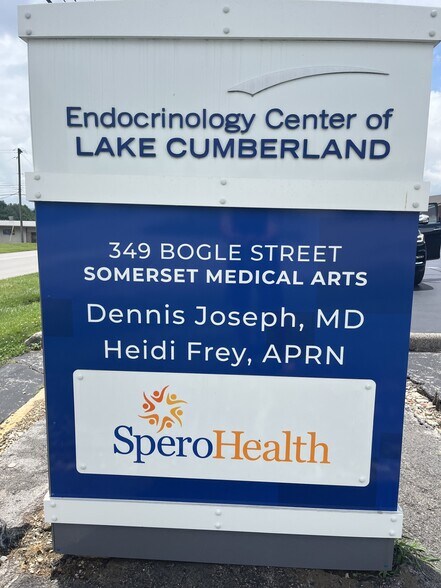 Endocrinology Center of
LAKE CUMBERLAND
349 BOGLE STREET
SOMERSET MEDICAL ARTS
Dennis Joseph, MD
Heidi Frey, APRN
SperoHealth